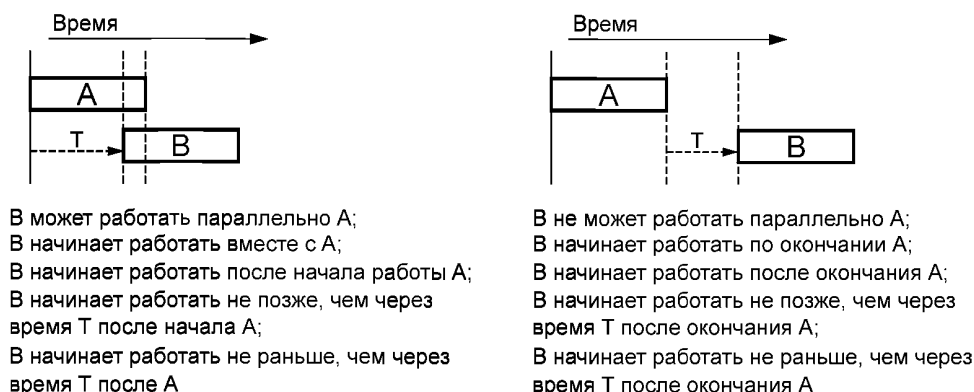 Время
А
Т
В
В может работать параллельно А;
В начинает работать вместе с А;
В начинает работать после начала работы А;
В начинает работать не позже, чем через
время Т после начала А;
В начинает работать не раньше, чем через
время Т после А
Время
А
Т
В
В не может работать параллельно А;
В начинает работать по окончании А;
В начинает работать после окончания А;
В начинает работать не позже, чем через
время Т после окончания А;
В начинает работать не раньше, чем через
время Т после окончания А